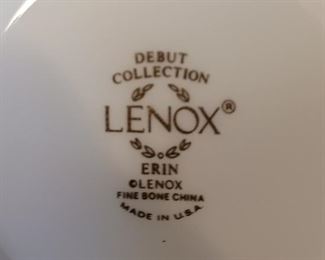 DEBUT
COLLECTION
LENOX®
ERIN
©LENOX
FINE BONE CHINA
MADE IN U.S.A.